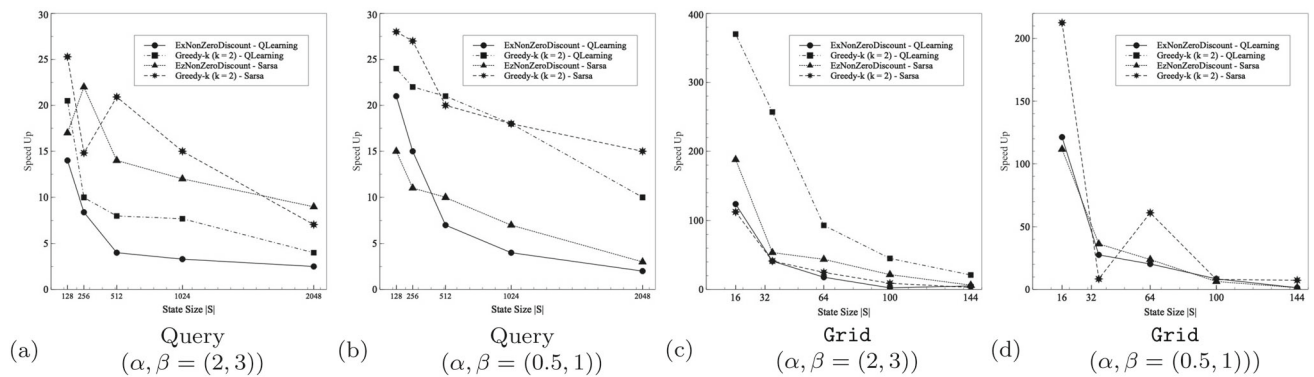 30
25
20
15
10
5
0
Speed Up
ExNonZeroDiscount - QLearning
Greedy-k (k = 2) - QLearning
EzNonZeroDiscount - Sarsa
Greedy-k (k = 2) - Sarsa
128 256 512 1024 2048
State Size |S|
(a) Query
(α, β = (2, 3))
30
25
20
15
10
5
0
Speed Up
ExNonZeroDiscount - QLearning
Greedy-k (k = 2) - QLearning
EzNonZeroDiscount - Sarsa
Greedy-k (k = 2) - Sarsa
128 256 512 1024 2048
State Size |S|
(b) Query
(α, β = (0.5, 1))
400
300
200
100
0
Speed Up
ExNonZeroDiscount - QLearning
Greedy-k (k = 2) - QLearning
EzNonZeroDiscount - Sarsa
Greedy-k (k = 2) - Sarsa
16 32 64 100 144
State Size |S|
(c) Grid
(α, β = (2, 3))
200
150
100
50
0
Speed Up
ExNonZeroDiscount - QLearning
Greedy-k (k = 2) - QLearning
EzNonZeroDiscount - Sarsa
Greedy-k (k = 2) - Sarsa
16 32 64 100 144
State Size |S|
(d) Grid
(α, β = (0.5, 1)))